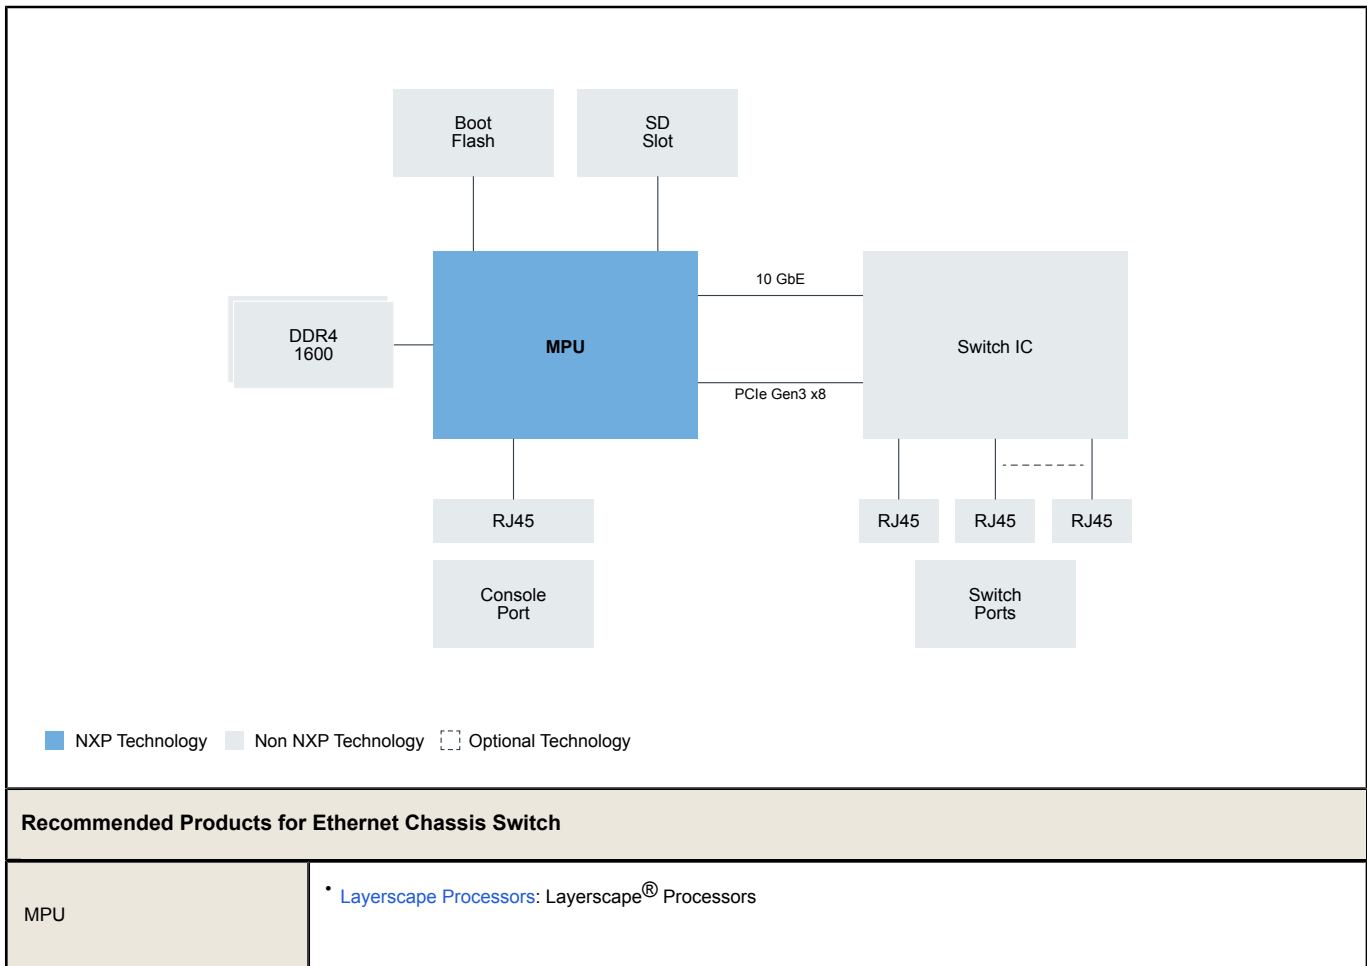 Boot
Flash
SD
Slot
10 GbE
DDR4
1600
MPU
Switch IC
PCIe Gen3 x8
RJ45
RJ45
RJ45
RJ45
Console
Port
Switch
Ports
NXP Technology
Non NXP Technology
Optional Technology
Recommended Products for Ethernet Chassis Switch
MPU
• Layerscape Processors: Layerscape® Processors